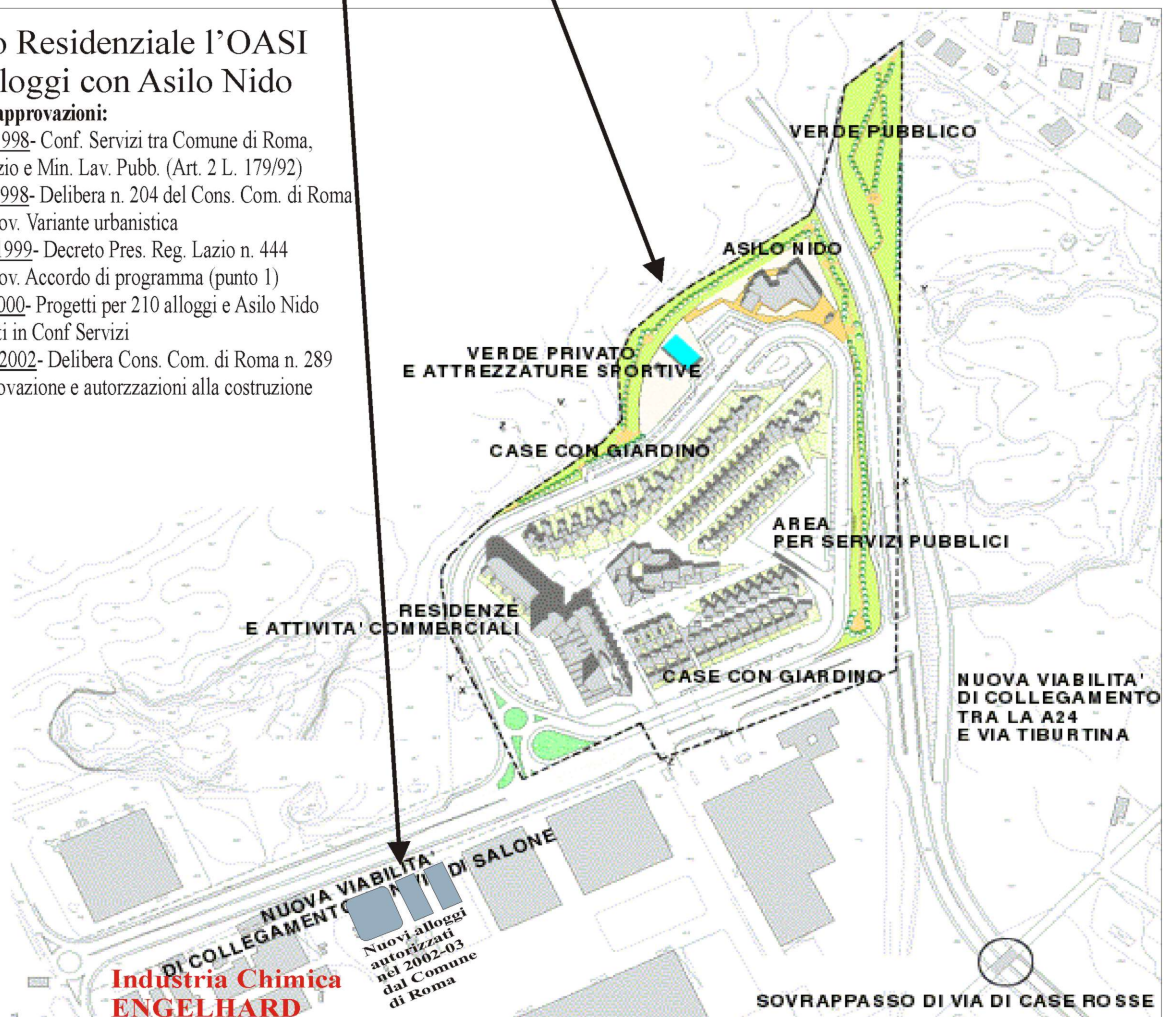 o Residenziale l'OASI
lloggi con Asilo Nido
approvazioni:
998- Conf. Servizi tra Comune di Roma,
zio e Min. Lav. Pubb. (Art. 2 L. 179/92)
998- Delibera n. 204 del Cons. Com. di Roma
ov. Variante urbanistica
1999- Decreto Pres. Reg. Lazio n. 444
ov. Accordo di programma (punto 1)
000- Progetti per 210 alloggi e Asilo Nido
ti in Conf Servizi
2002- Delibera Cons. Com. di Roma n. 289
ovazione e autorzzazioni alla costruzione
VERDE PUBBLICO
ASILO NIDO
VERDE PRIVATO
E ATTREZZATURE SPORTIVE
CASE CON GIARDINO
AREA
PER SERVIZI PUBBLICI
RESIDENZE
E ATTIVITA' COMMERCIALI
CASE CON GIARDINO
NUOVA VIABILITA'
DI COLLEGAMENTO
TRA LA A24
E VIA TIBURTINA
NUOVA VIABILITA'
DI COLLEGAMENTO DI SALONE
Nuovi alloggi
autorizzati
nel 2002-03
dal Comune
di Roma
Industria Chimica
ENGELHARD
SOVRAPPASSO DI VIA DI CASE ROSSE